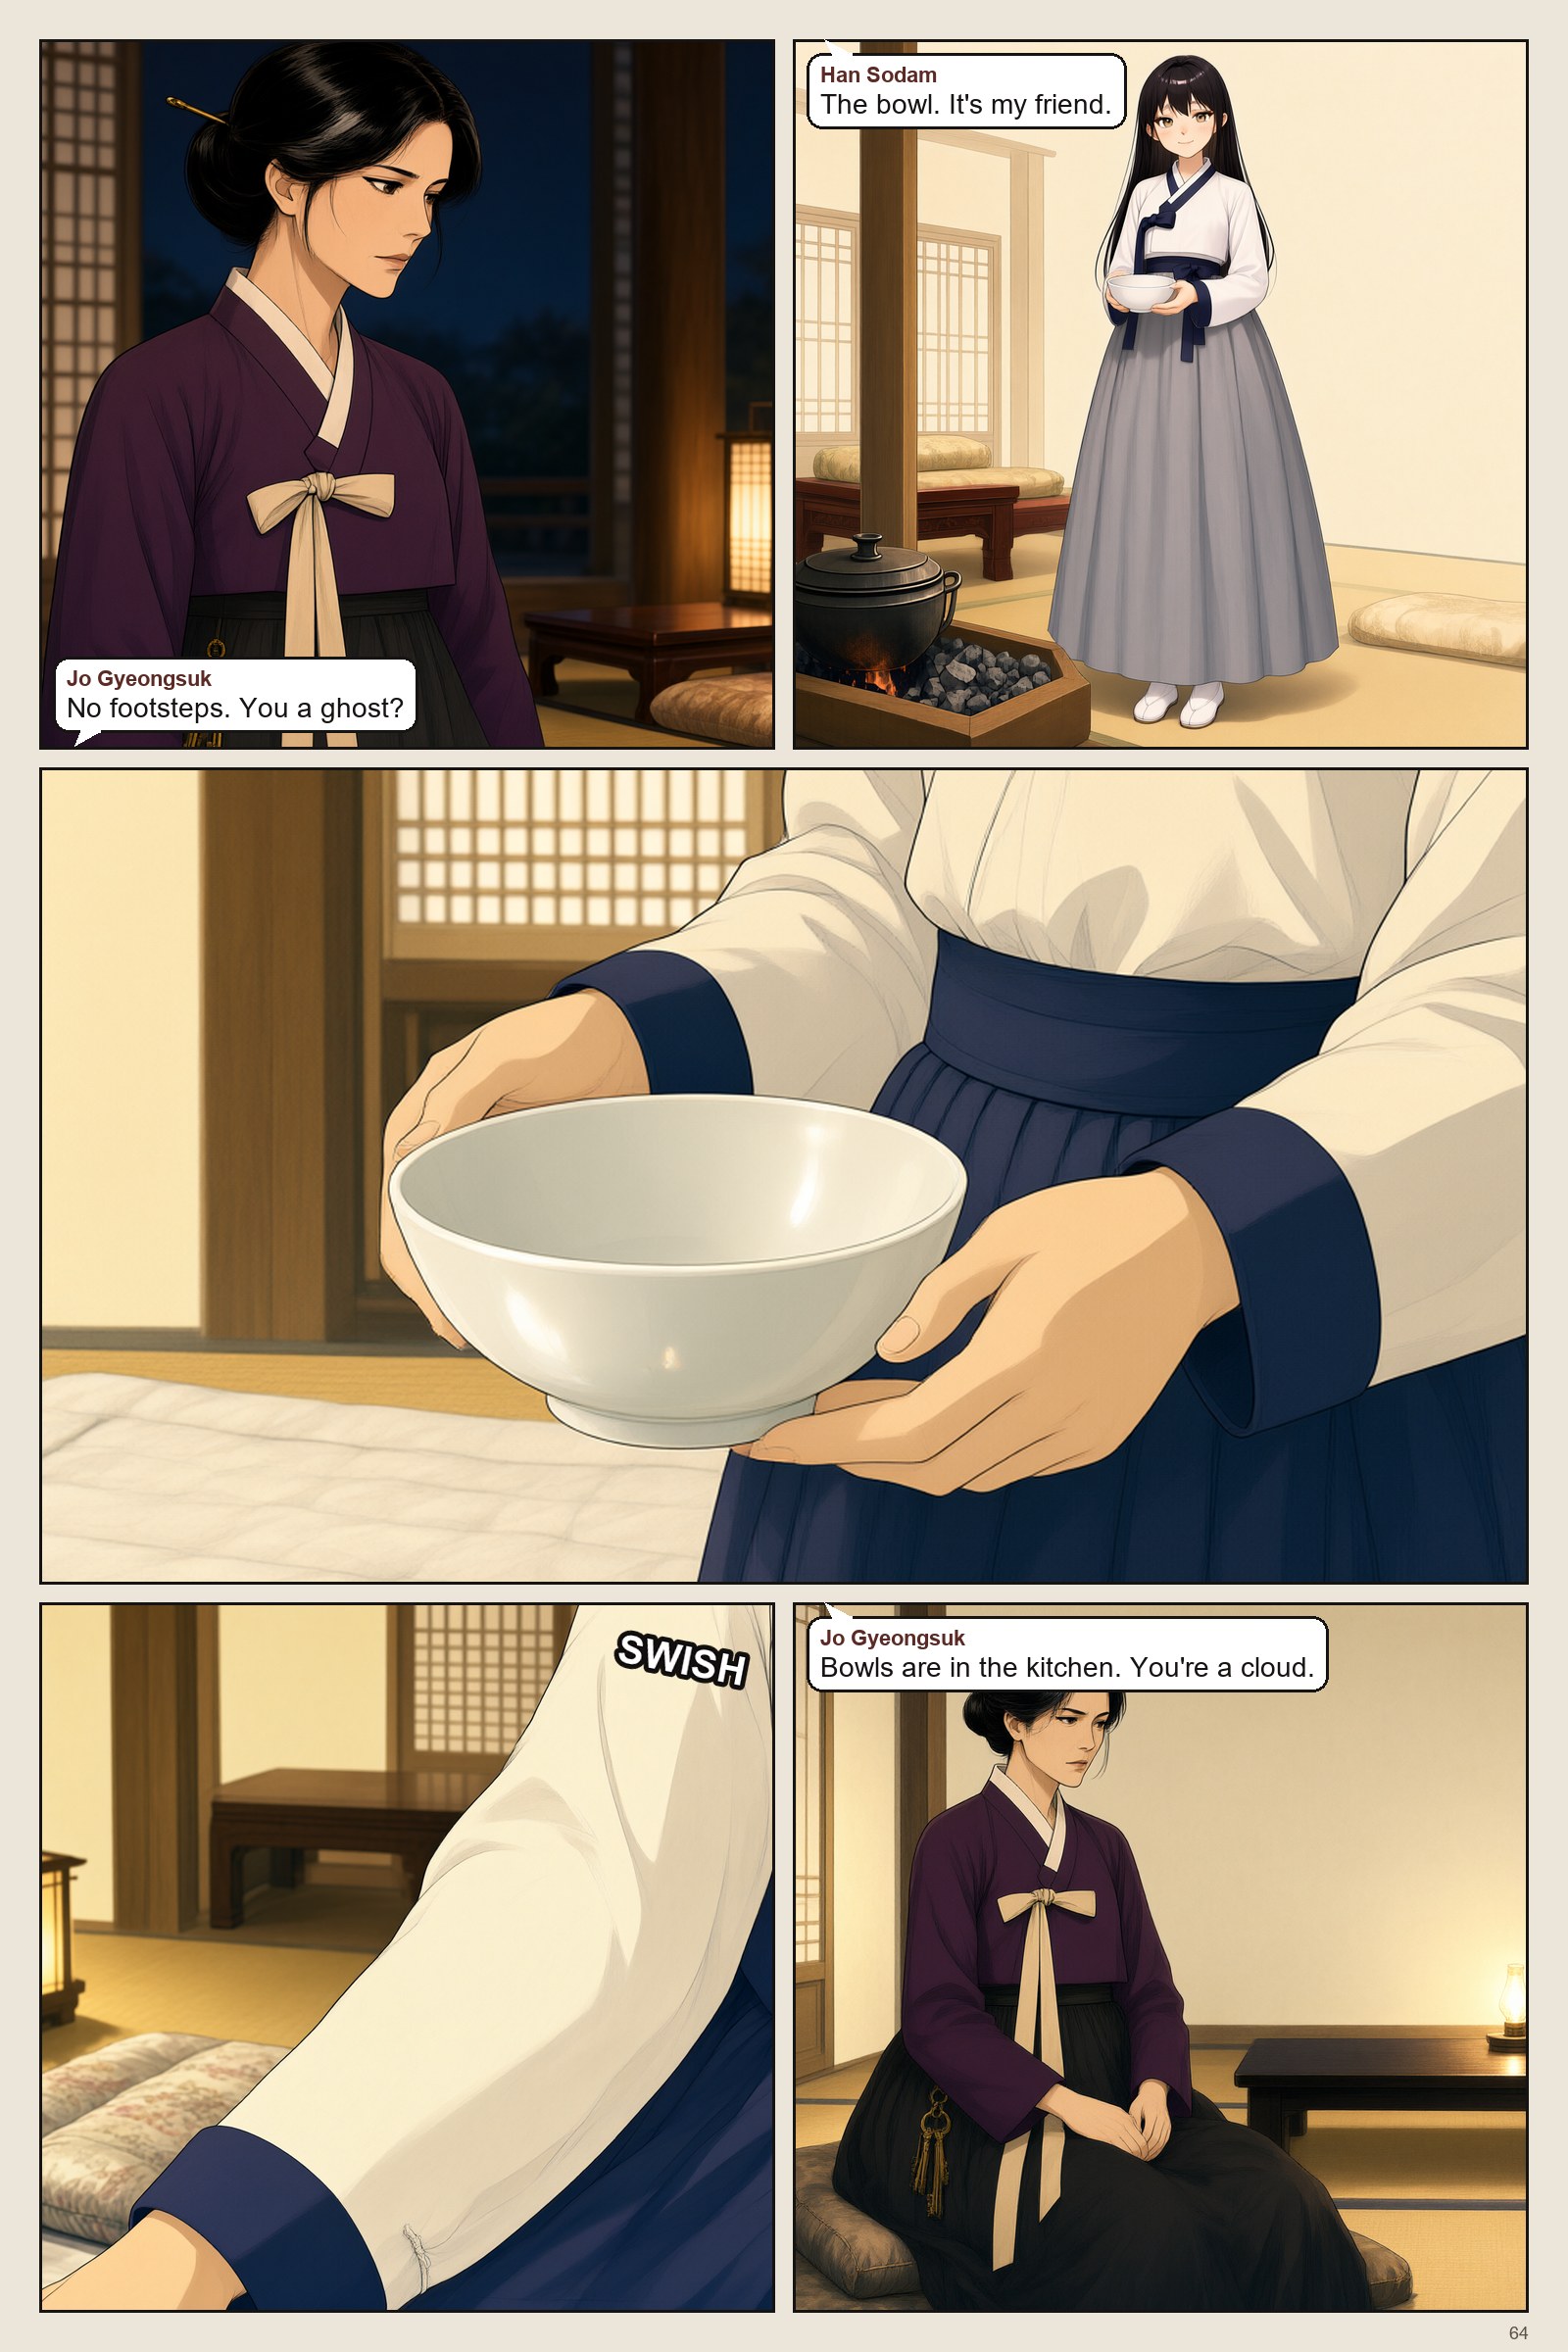 Jo Gyeongsuk
No footsteps. You a ghost?
Han Sodam
The bowl. It's my friend.
SWISH
Jo Gyeongsuk
Bowls are in the kitchen. You're a cloud.
64